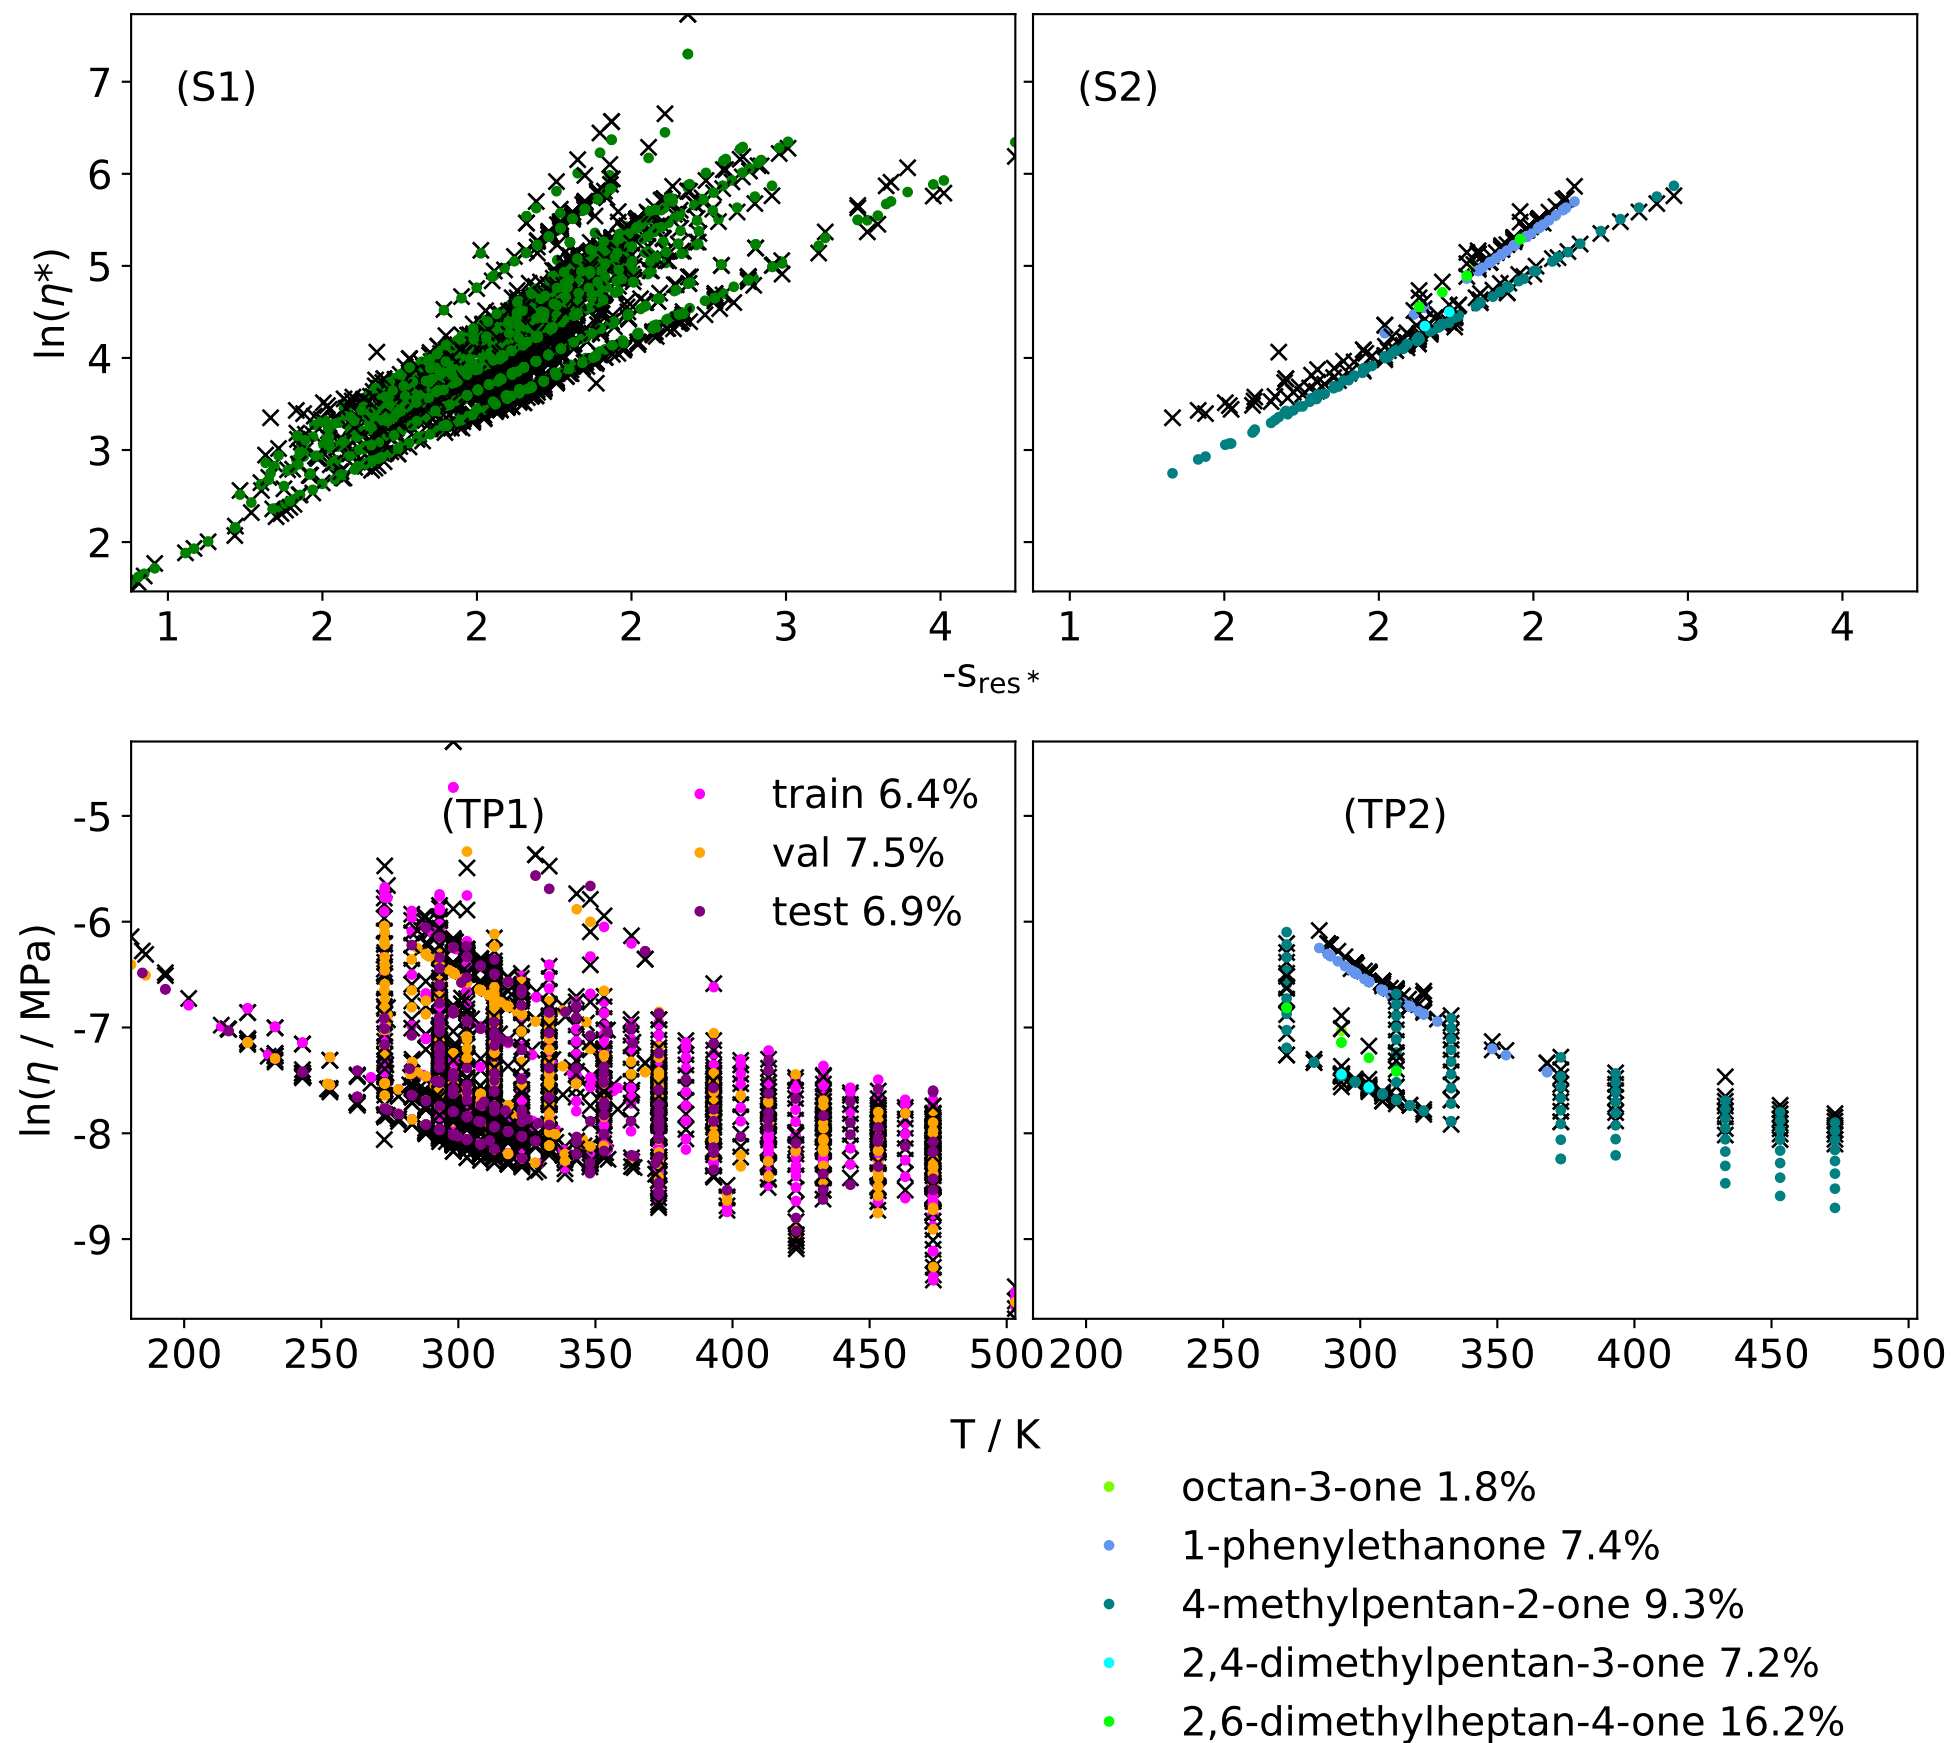 (S1)
(S2)
7
6
5
4
3
2
ln(η*)
1 2 2 2 3 4
1 2 2 2 3 4
-s_res*
(TP1)
train 6.4%
val 7.5%
test 6.9%
(TP2)
-5
-6
-7
-8
-9
ln(η / MPa)
200 250 300 350 400 450 500
200 250 300 350 400 450 500
T / K
octan-3-one 1.8%
1-phenylethanone 7.4%
4-methylpentan-2-one 9.3%
2,4-dimethylpentan-3-one 7.2%
2,6-dimethylheptan-4-one 16.2%